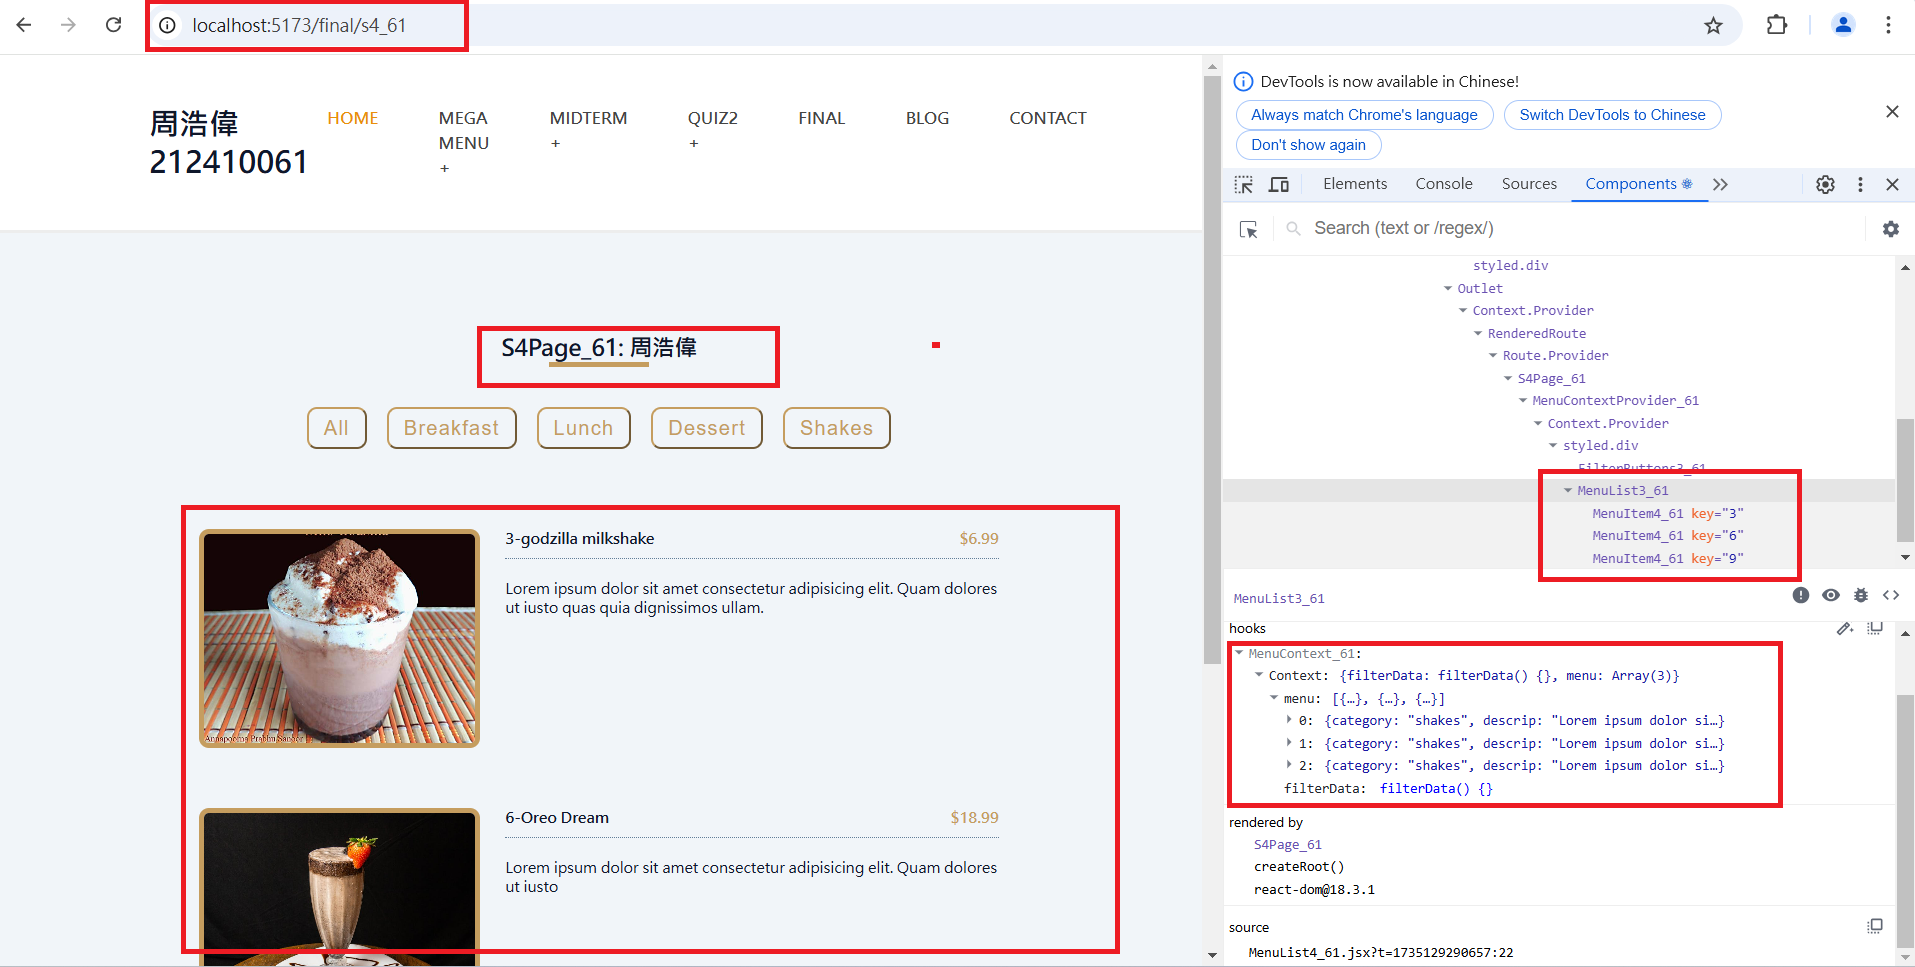 localhost:5173/final/s4_61
周浩偉
212410061
HOME
MEGA
MENU
+
MIDTERM
+
QUIZ2
+
FINAL
BLOG
CONTACT
S4Page_61: 周浩偉
All
Breakfast
Lunch
Dessert
Shakes
3-godzilla milkshake
$6.99
Lorem ipsum dolor sit amet consectetur adipisicing elit. Quam dolores
ut iusto quas quia dignissimos ullam.
6-Oreo Dream
$18.99
Lorem ipsum dolor sit amet consectetur adipisicing elit. Quam dolores
ut iusto
DevTools is now available in Chinese!
Always match Chrome's language
Switch DevTools to Chinese
Don't show again
Elements
Console
Sources
Components
Search (text or /regex/)
styled.div
Outlet
Context.Provider
RenderedRoute
Route.Provider
S4Page_61
MenuContextProvider_61
Context.Provider
styled.div
FilterButtons3_61
MenuList3_61
MenuItem4_61 key="3"
MenuItem4_61 key="6"
MenuItem4_61 key="9"
MenuList3_61
hooks
MenuContext_61:
Context: {filterData: filterData() {}, menu: Array(3)}
menu: [{…}, {…}, {…}]
0: {category: "shakes", descrip: "Lorem ipsum dolor si…}
1: {category: "shakes", descrip: "Lorem ipsum dolor si…}
2: {category: "shakes", descrip: "Lorem ipsum dolor si…}
filterData: filterData() {}
rendered by
S4Page_61
createRoot()
react-dom@18.3.1
source
MenuList4_61.jsx?t=1735129290657:22